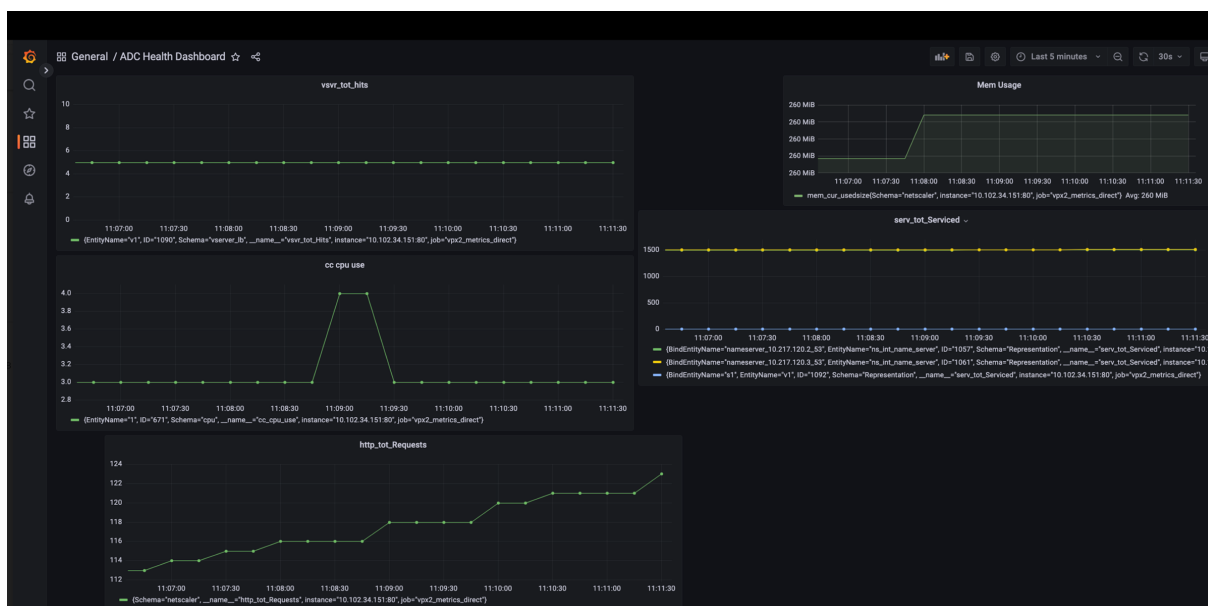 General / ADC Health Dashboard
Last 5 minutes
30s
vsvr_tot_hits
10
8
6
4
2
0
11:07:00 11:07:30 11:08:00 11:08:30 11:09:00 11:09:30 11:10:00 11:10:30 11:11:00 11:11:30
{EntityName="v1", ID="1090", Schema="vserver_lb", __name__="vsvr_tot_Hits", instance="10.102.34.151:80", job="vpx2_metrics_direct"}
Mem Usage
260 MiB
260 MiB
260 MiB
260 MiB
260 MiB
11:07:00 11:07:30 11:08:00 11:08:30 11:09:00 11:09:30 11:10:00 11:10:30 11:11:00 11:11:30
mem_cur_usedsize{Schema="netscaler", instance="10.102.34.151:80", job="vpx2_metrics_direct"} Avg: 260 MiB
serv_tot_Serviced
1500
1000
500
0
11:07:00 11:07:30 11:08:00 11:08:30 11:09:00 11:09:30 11:10:00 11:10:30 11:11:00 11:11:30
{BindEntityName="nameserver_10.217.120.2_53", EntityName="ns_int_name_server", ID="1057", Schema="Representation", __name__="serv_tot_Serviced", instance="10.
{BindEntityName="nameserver_10.217.120.3_53", EntityName="ns_int_name_server", ID="1061", Schema="Representation", __name__="serv_tot_Serviced", instance="10.
{BindEntityName="s1", EntityName="v1", ID="1092", Schema="Representation", __name__="serv_tot_Serviced", instance="10.102.34.151:80", job="vpx2_metrics_direct"}
cc cpu use
4.0
3.8
3.6
3.4
3.2
3.0
2.8
11:07:00 11:07:30 11:08:00 11:08:30 11:09:00 11:09:30 11:10:00 11:10:30 11:11:00 11:11:30
{EntityName="1", ID="671", Schema="cpu", __name__="cc_cpu_use", instance="10.102.34.151:80", job="vpx2_metrics_direct"}
http_tot_Requests
124
122
120
118
116
114
112
11:07:00 11:07:30 11:08:00 11:08:30 11:09:00 11:09:30 11:10:00 11:10:30 11:11:00 11:11:30
{Schema="netscaler", __name__="http_tot_Requests", instance="10.102.34.151:80", job="vpx2_metrics_direct"}